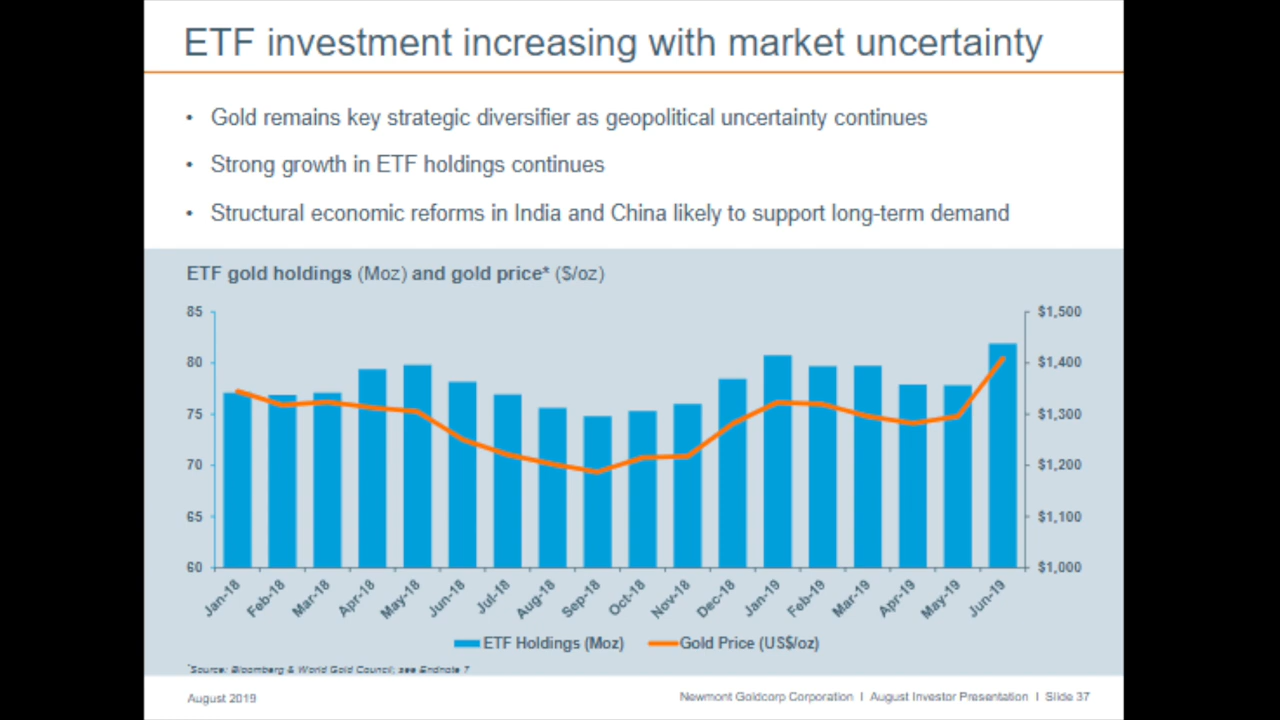 ETF investment increasing with market uncertainty
• Gold remains key strategic diversifier as geopolitical uncertainty continues
• Strong growth in ETF holdings continues
• Structural economic reforms in India and China likely to support long-term demand
ETF gold holdings (Moz) and gold price* ($/oz)
85 $1,500
80 $1,400
75 $1,300
70 $1,200
65 $1,100
60 $1,000
Jan-18 Feb-18 Mar-18 Apr-18 May-18 Jun-18 Jul-18 Aug-18 Sep-18 Oct-18 Nov-18 Dec-18 Jan-19 Feb-19 Mar-19 Apr-19 May-19 Jun-19
ETF Holdings (Moz) Gold Price (US$/oz)
*Source: Bloomberg & World Gold Council; see Endnote 7
August 2019 Newmont Goldcorp Corporation I August Investor Presentation I Slide 37